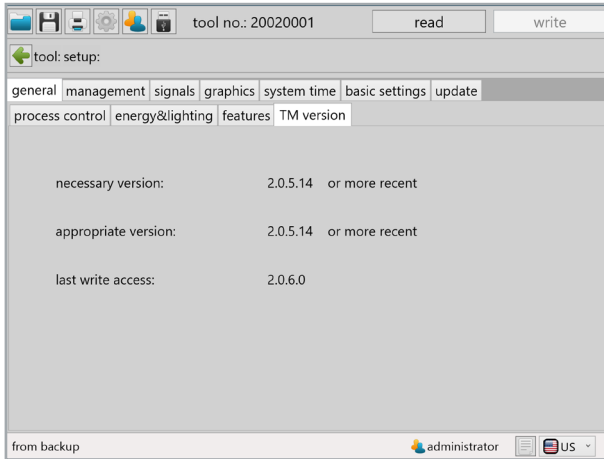 tool no.: 20020001 read write
tool: setup:
general management signals graphics system time basic settings update
process control energy&lighting features TM version
necessary version: 2.0.5.14 or more recent
appropriate version: 2.0.5.14 or more recent
last write access: 2.0.6.0
from backup administrator US